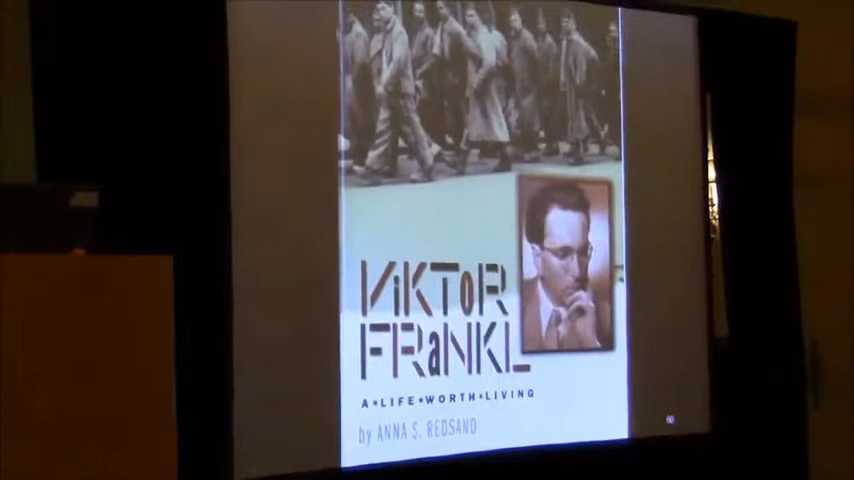 ViKToR
FRaNKL
A•LIFE•WORTH•LIVING
by ANNA S. REDSAND